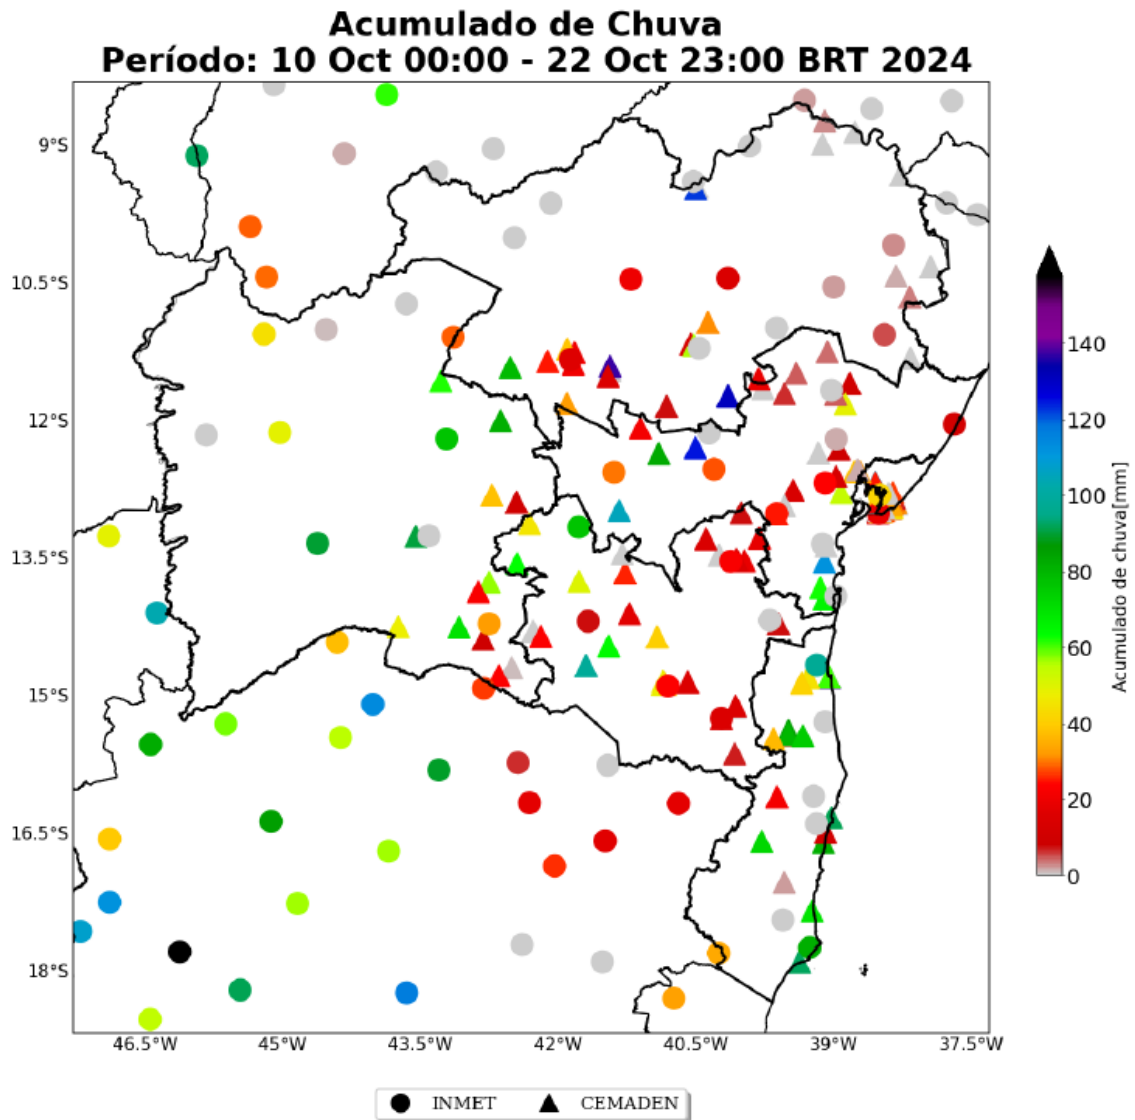 Acumulado de Chuva
Período: 10 Oct 00:00 - 22 Oct 23:00 BRT 2024
9°S
10.5°S
12°S
13.5°S
15°S
16.5°S
18°S
46.5°W
45°W
43.5°W
42°W
40.5°W
39°W
37.5°W
140
120
100
80
60
40
20
0
Acumulado de chuva[mm]
INMET
CEMADEN